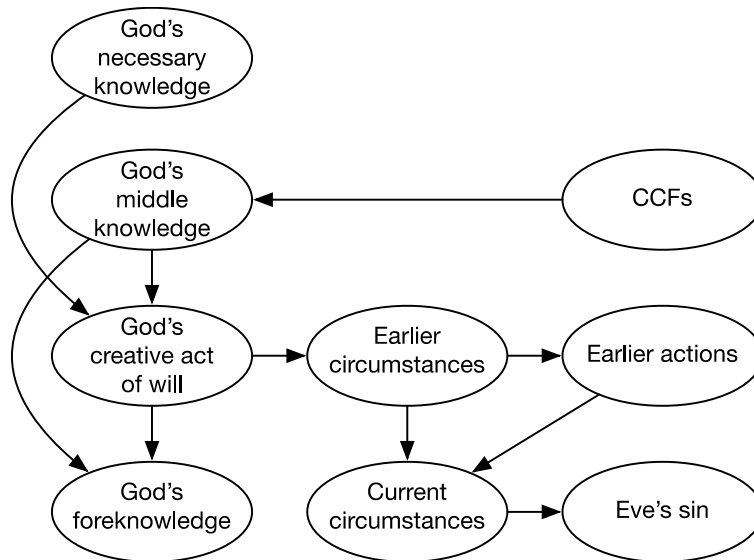 God's
necessary
knowledge
God's
middle
knowledge
CCFs
God's
creative act
of will
Earlier
circumstances
Earlier actions
God's
foreknowledge
Current
circumstances
Eve's sin